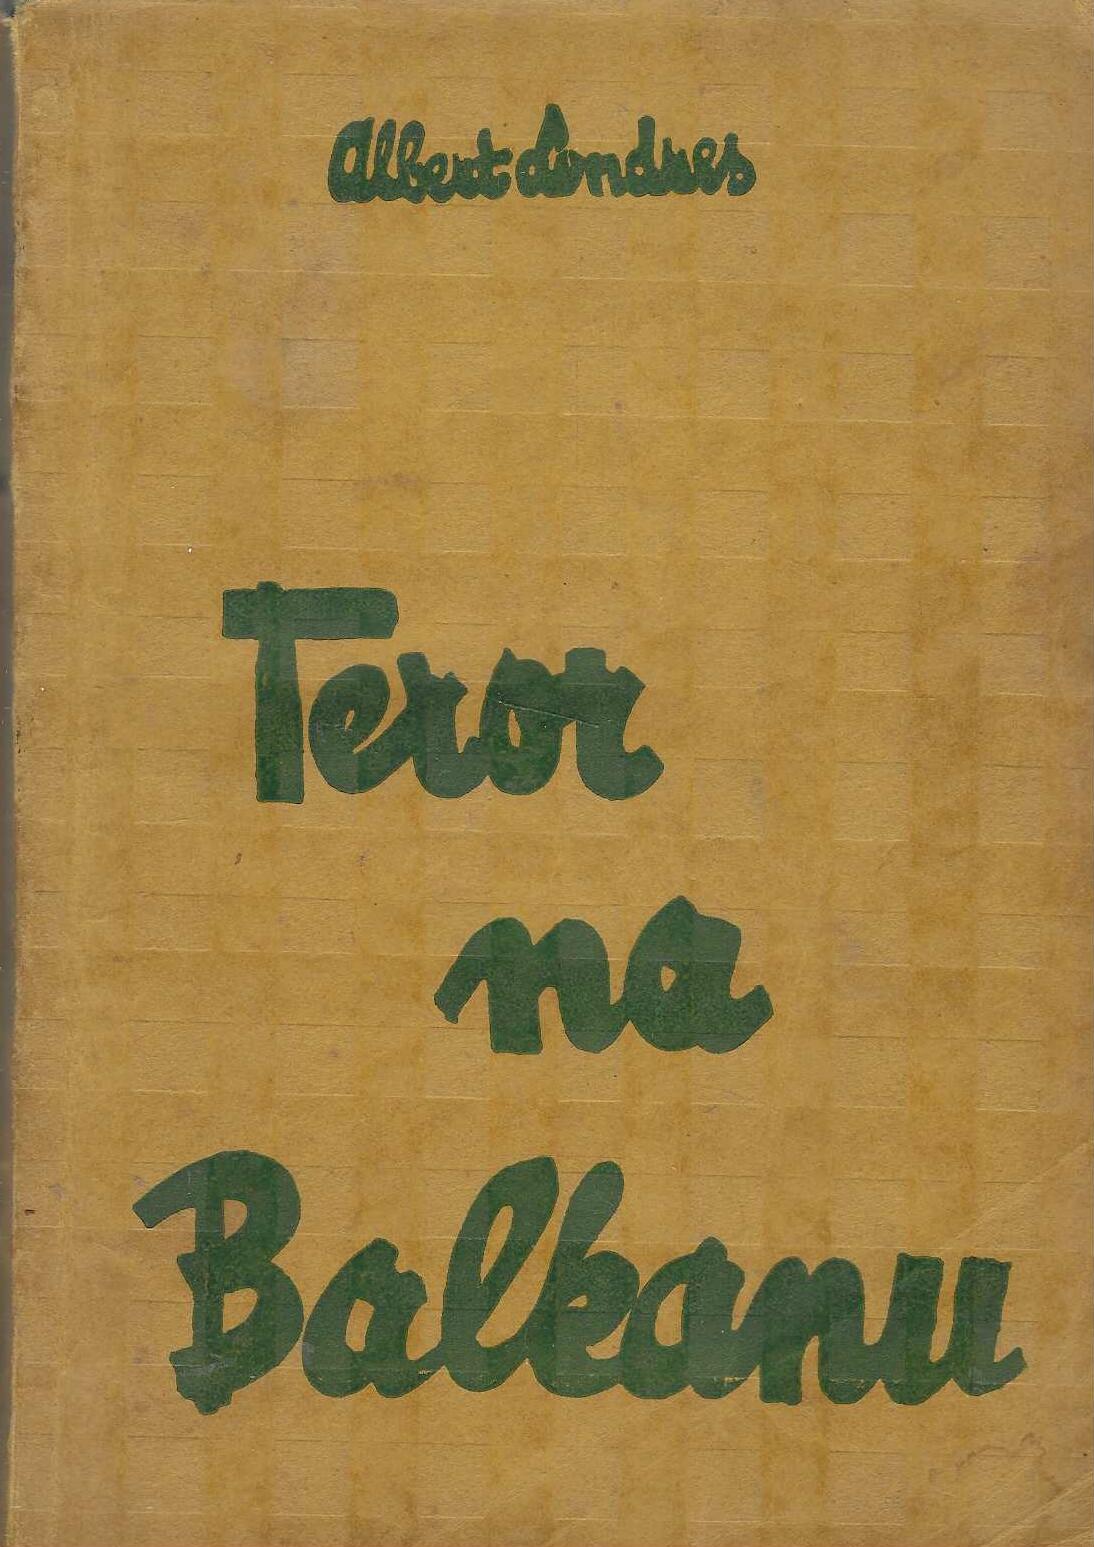 Albert Londres
Teror
na
Balkanu